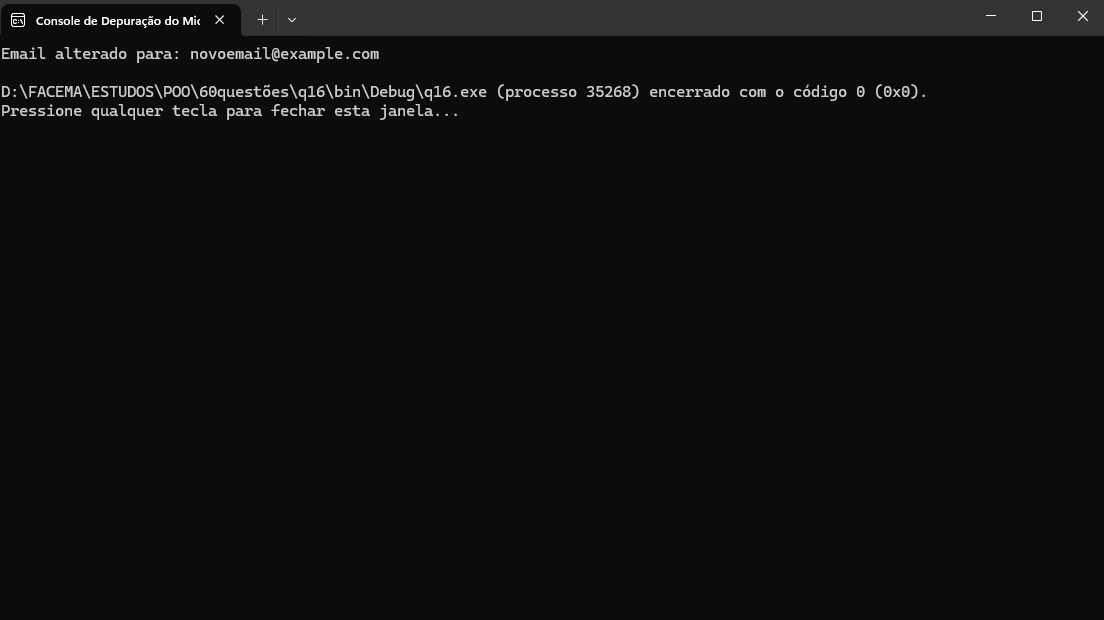 Console de Depuração do Mic
Email alterado para: novoemail@example.com
D:\FACEMA\ESTUDOS\POO\60questões\q16\bin\Debug\q16.exe (processo 35268) encerrado com o código 0 (0x0).
Pressione qualquer tecla para fechar esta janela...